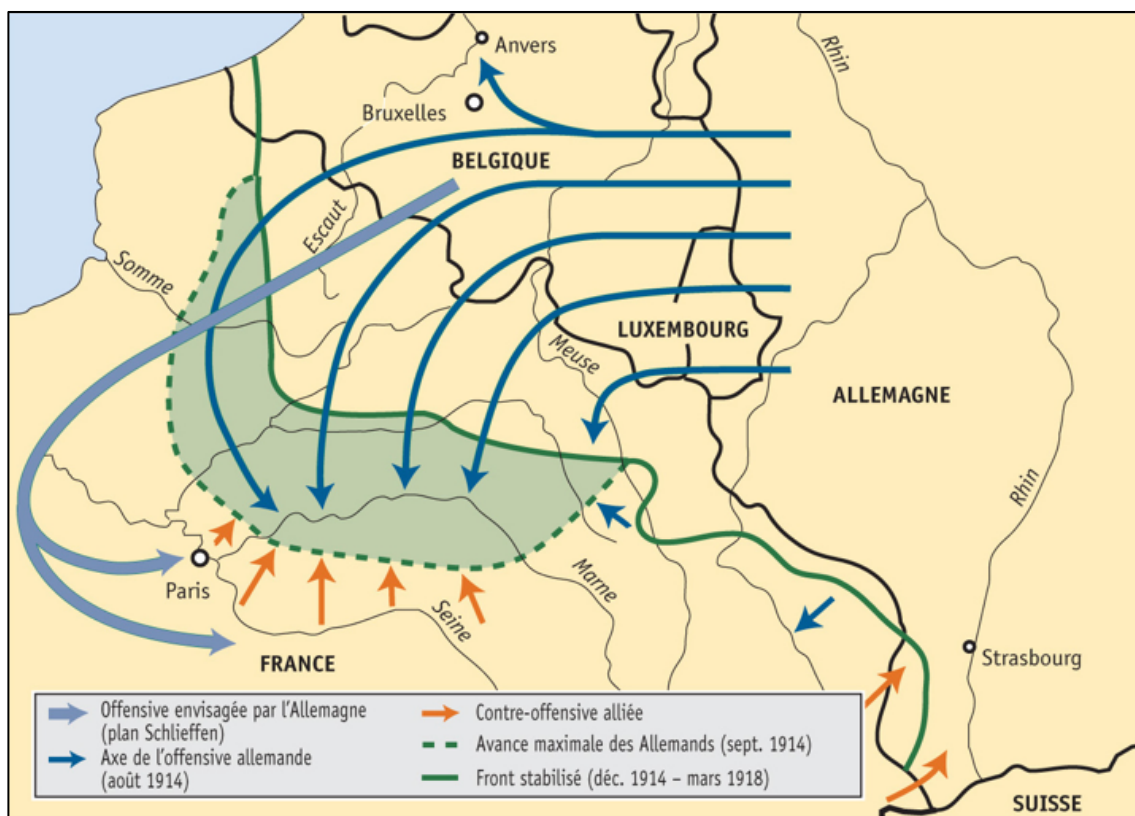 Anvers
Rhin
Bruxelles
BELGIQUE
Escaut
Somme
LUXEMBOURG
Meuse
ALLEMAGNE
Rhin
Paris
Marne
Seine
FRANCE
Strasbourg
SUISSE
Offensive envisagée par l'Allemagne
(plan Schlieffen)
Axe de l'offensive allemande
(août 1914)
Contre-offensive alliée
Avance maximale des Allemands (sept. 1914)
Front stabilisé (déc. 1914 – mars 1918)